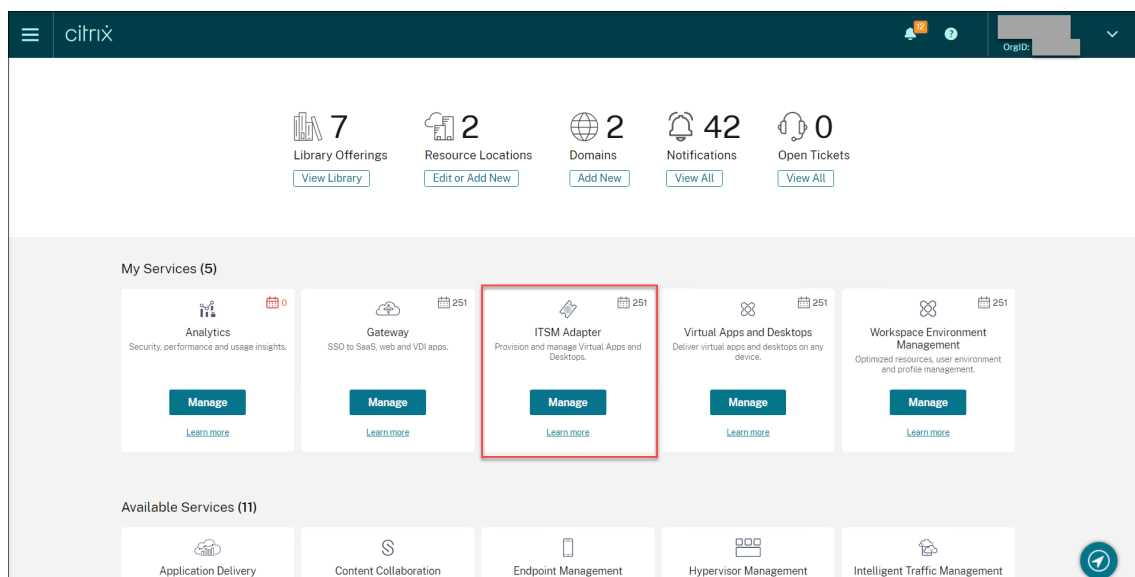 citrix
12
?
OrgID:
7
2
2
42
0
Library Offerings
Resource Locations
Domains
Notifications
Open Tickets
View Library
Edit or Add New
Add New
View All
View All
My Services (5)
0
Analytics
Security, performance and usage insights.
Manage
Learn more
251
Gateway
SSO to SaaS, web and VDI apps.
Manage
Learn more
251
ITSM Adapter
Provision and manage Virtual Apps and
Desktops.
Manage
Learn more
251
Virtual Apps and Desktops
Deliver virtual apps and desktops on any
device.
Manage
Learn more
251
Workspace Environment
Management
Optimized resources, user environment
and profile management.
Manage
Learn more
Available Services (11)
Application Delivery
Content Collaboration
Endpoint Management
Hypervisor Management
Intelligent Traffic Management